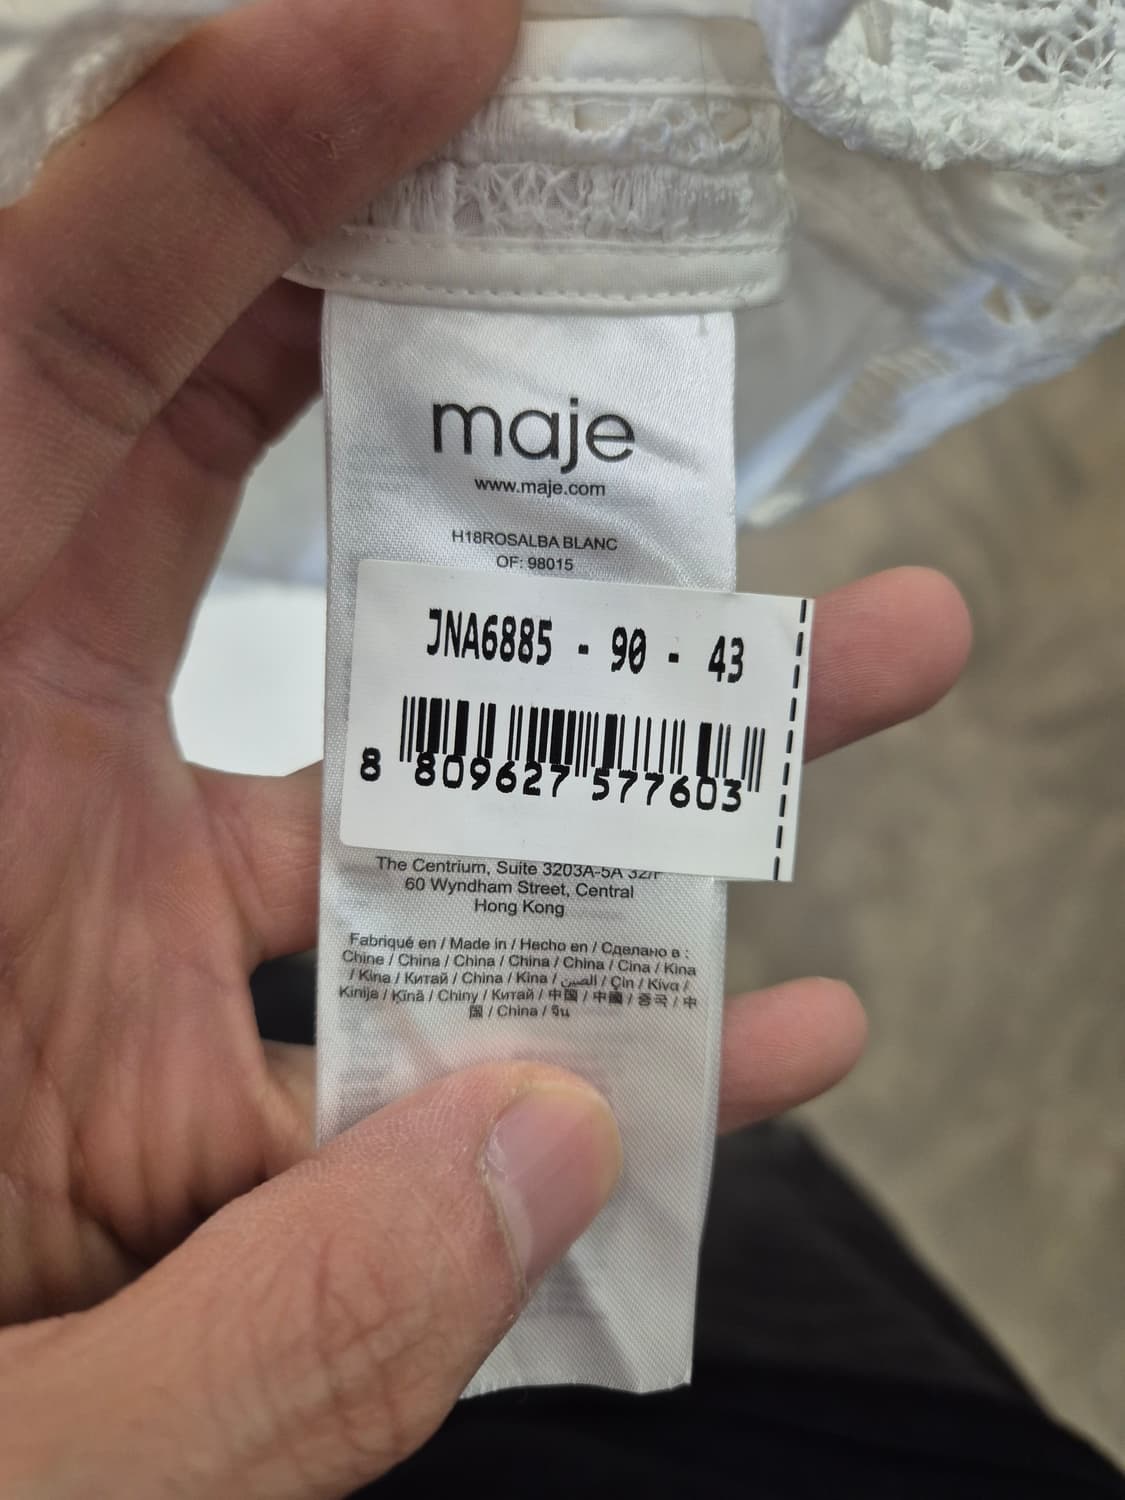 maje
www.maje.com
H18ROSALBA BLANC
OF: 98015
JNA6885 - 90 - 43
8 809627 577603
The Centrium, Suite 3203A-5A 32/F
60 Wyndham Street, Central
Hong Kong
Fabriqué en / Made in / Hecho en / Сделано в :
Chine / China / China / China / China / Cina / Kina
/ Kina / Китай / China / Kina / الصين / Çin / Κίνα /
Kinija / Ķīnā / Chiny / Китай / 中国 / 中國 / 중국 / 中
国 / China / จีน